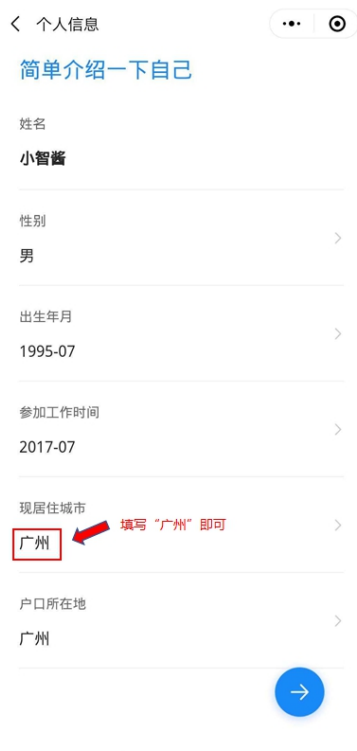 个人信息
简单介绍一下自己
姓名
小智酱
性别
男
出生年月
1995-07
参加工作时间
2017-07
现居住城市
填写“广州”即可
广州
户口所在地
广州